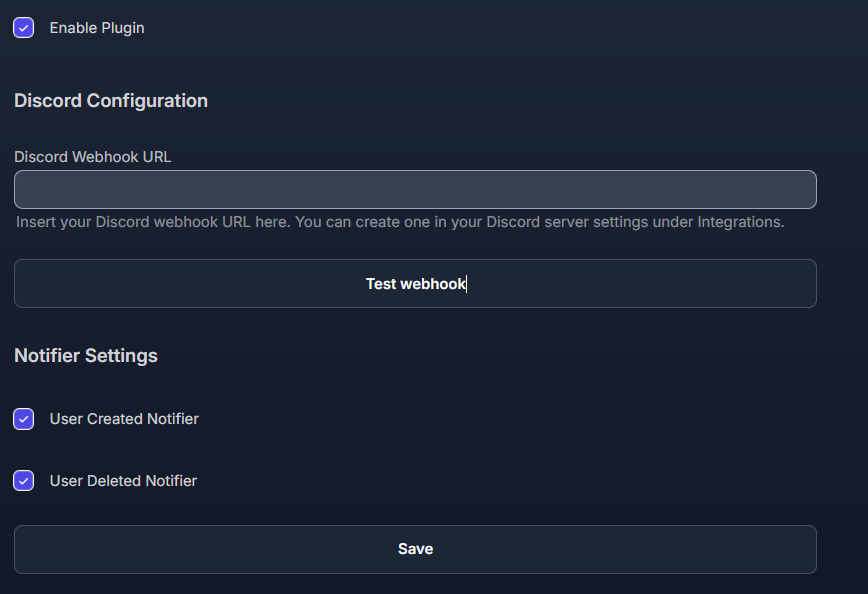 Enable Plugin
Discord Configuration
Discord Webhook URL
Insert your Discord webhook URL here. You can create one in your Discord server settings under Integrations.
Test webhook
Notifier Settings
User Created Notifier
User Deleted Notifier
Save